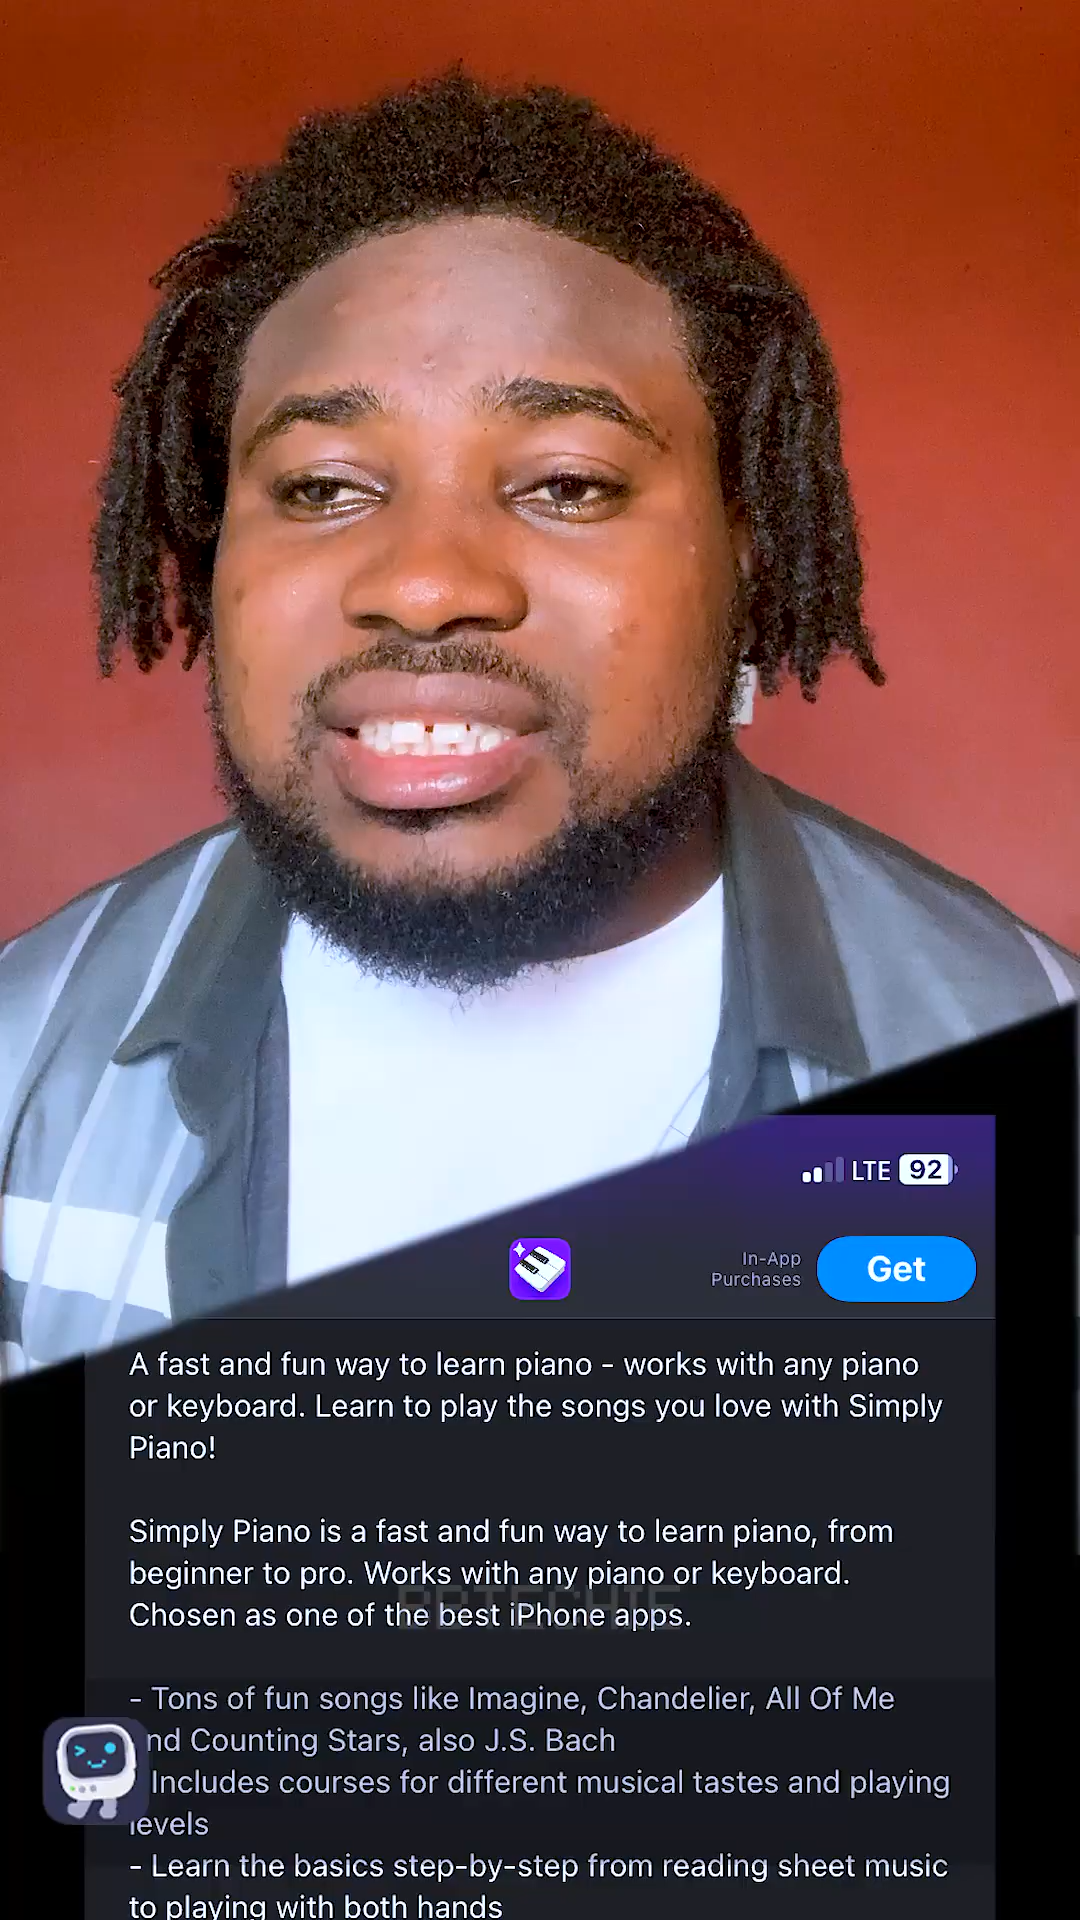 LTE 92
In-App
Purchases
Get
A fast and fun way to learn piano - works with any piano
or keyboard. Learn to play the songs you love with Simply
Piano!
Simply Piano is a fast and fun way to learn piano, from
beginner to pro. Works with any piano or keyboard.
Chosen as one of the best iPhone apps.
BBTECHIE
- Tons of fun songs like Imagine, Chandelier, All Of Me
nd Counting Stars, also J.S. Bach
Includes courses for different musical tastes and playing
levels
- Learn the basics step-by-step from reading sheet music
to playing with both hands